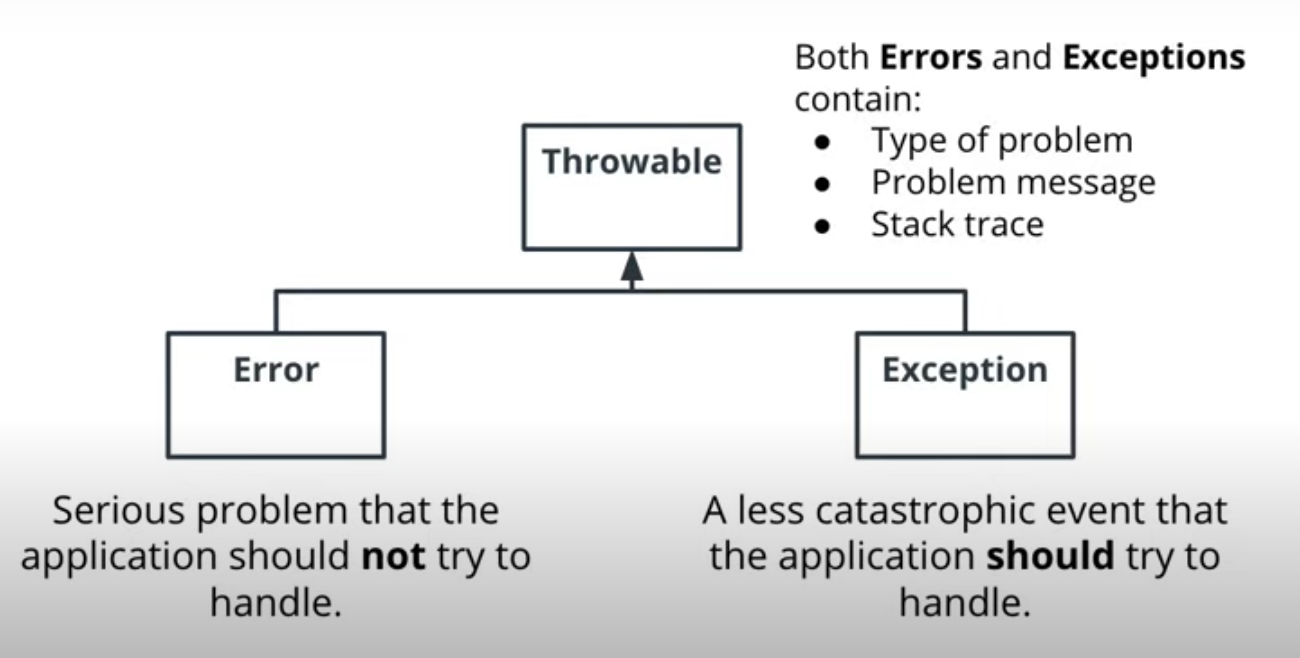 Both Errors and Exceptions
contain:
● Type of problem
● Problem message
● Stack trace
Throwable
Error
Exception
Serious problem that the
application should not try to
handle.
A less catastrophic event that
the application should try to
handle.